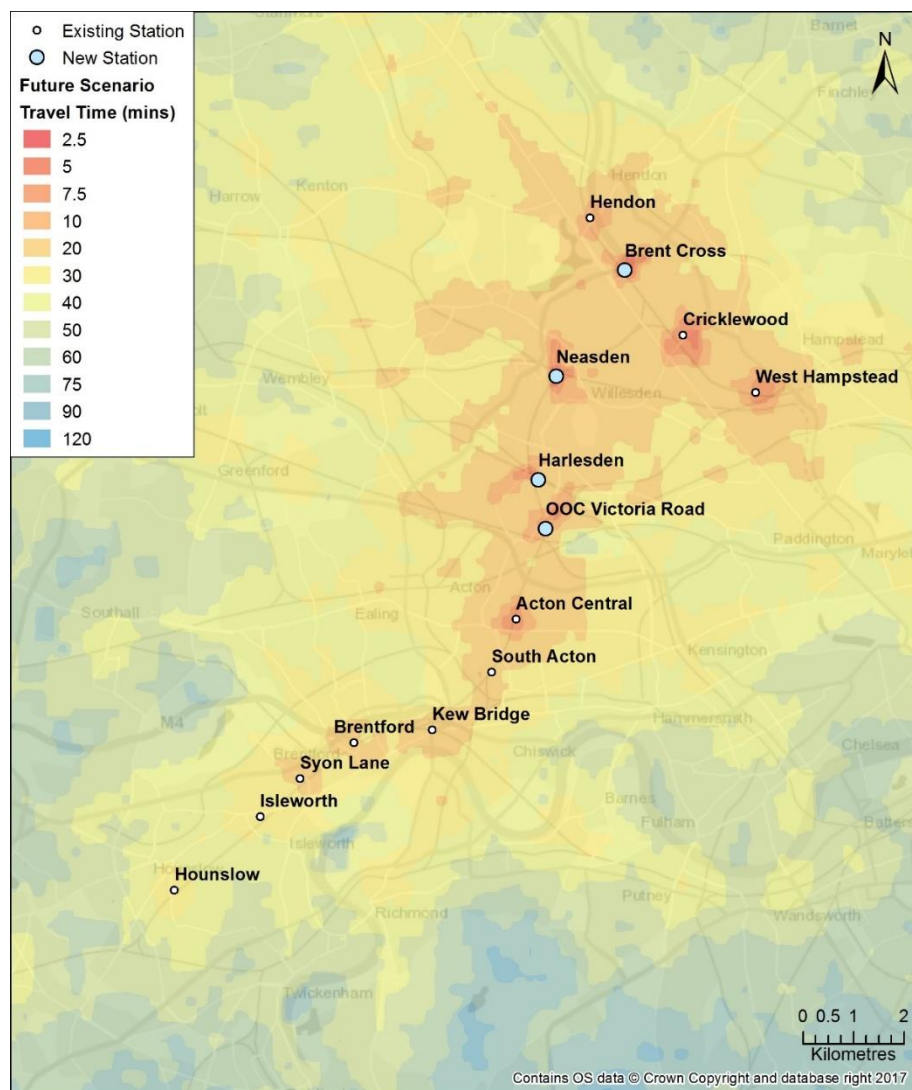 Existing Station
New Station
Future Scenario
Travel Time (mins)
2.5
5
7.5
10
20
30
40
50
60
75
90
120
Stanmore
Barnet
N
Finchley
Harrow
Kenton
Hendon
Hendon
Brent Cross
Cricklewood
Hampstead
Neasden
West Hampstead
Wembley
Willesden
Greenford
Harlesden
OOC Victoria Road
Paddington
Acton
Southall
Ealing
Acton Central
Kensington
South Acton
M4
Brentford
Kew Bridge
Hammersmith
Brentford
Chiswick
Chelsea
Syon Lane
Isleworth
Barnes
Fulham
Isleworth
Hounslow
Hounslow
Putney
Richmond
Wandsworth
Twickenham
0 0.5 1 2
Kilometres
Contains OS data © Crown Copyright and database right 2017